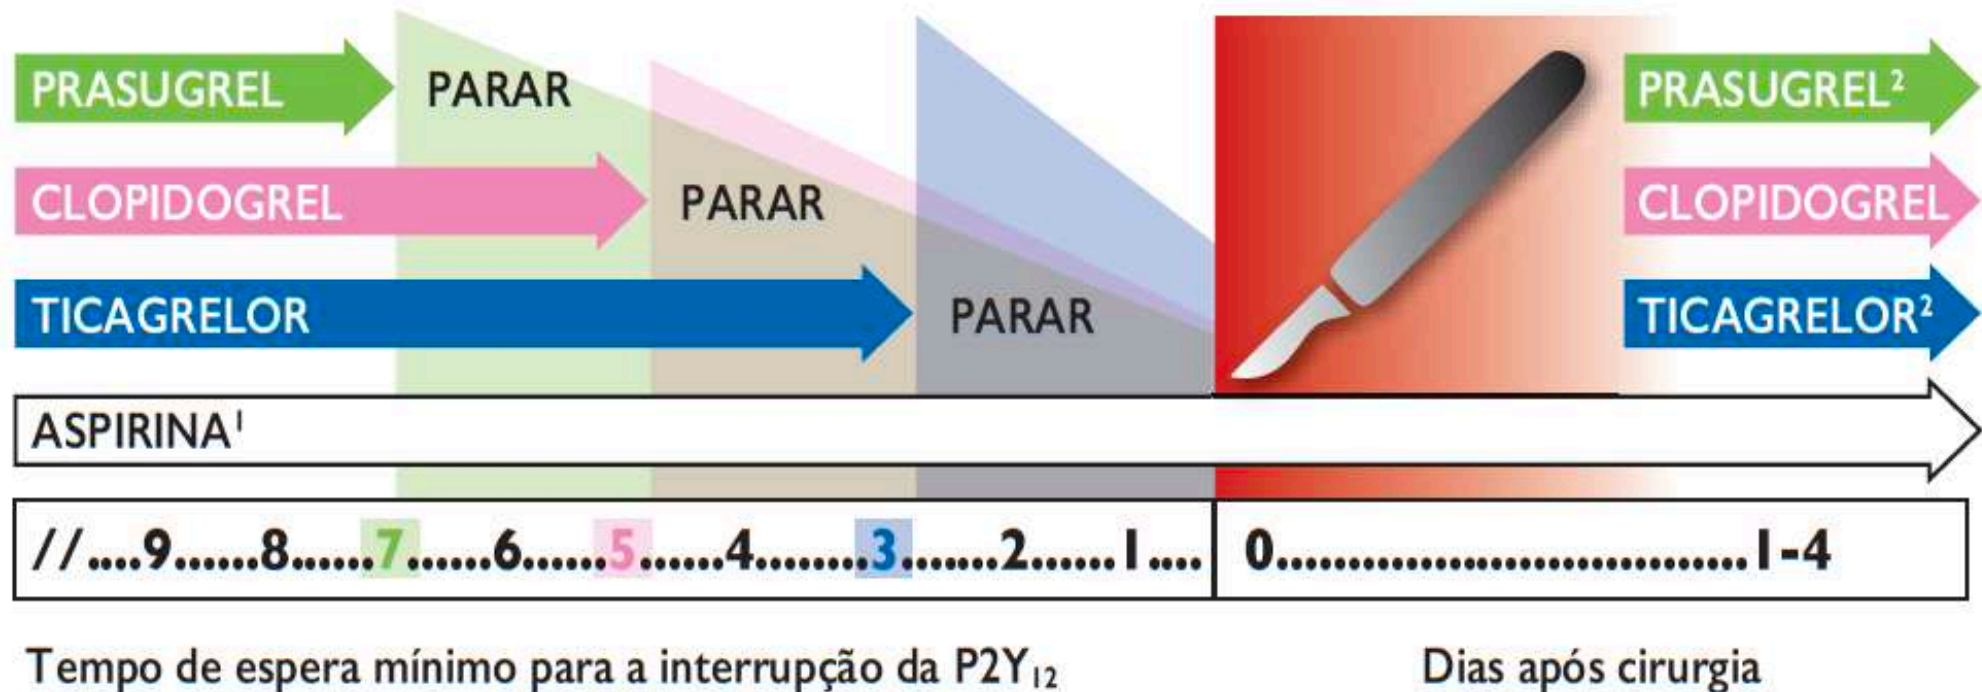 PRASUGREL PARAR PRASUGREL²
CLOPIDOGREL PARAR CLOPIDOGREL
TICAGRELOR PARAR TICAGRELOR²
ASPIRINA¹
//....9......8......7......6......5......4........3.......2......1.... 0.................................1-4
Tempo de espera mínimo para a interrupção da P2Y₁₂ Dias após cirurgia